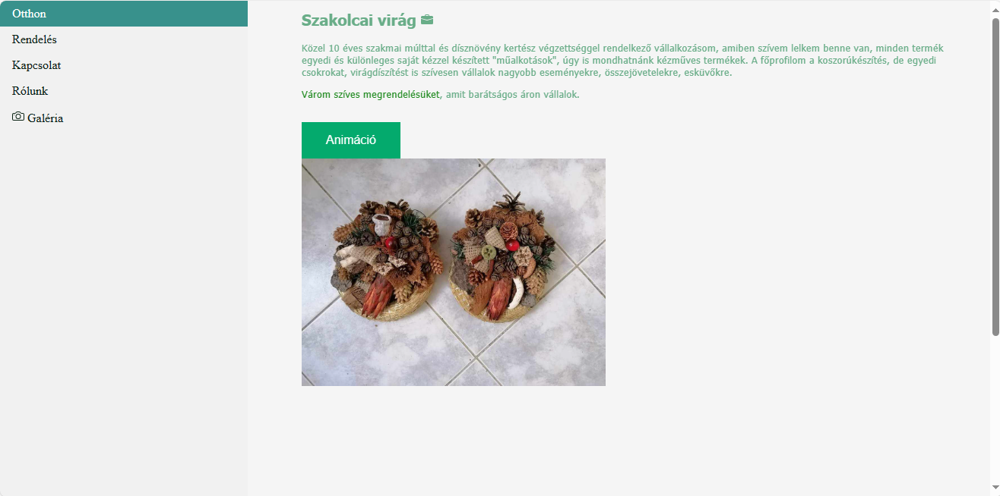 Otthon
Rendelés
Kapcsolat
Rólunk
Galéria
Szakolcai virág
Közel 10 éves szakmai múlttal és dísznövény kertész végzettséggel rendelkező vállalkozásom, amiben szívem lelkem benne van, minden termék
egyedi és különleges saját kézzel készített "műalkotások", úgy is mondhatnánk kézműves termékek. A főprofilom a koszorúkészítés, de egyedi
csokrokat, virágdíszítést is szívesen vállalok nagyobb eseményekre, összejövetelekre, esküvőkre.
Várom szíves megrendelésüket, amit barátságos áron vállalok.
Animáció